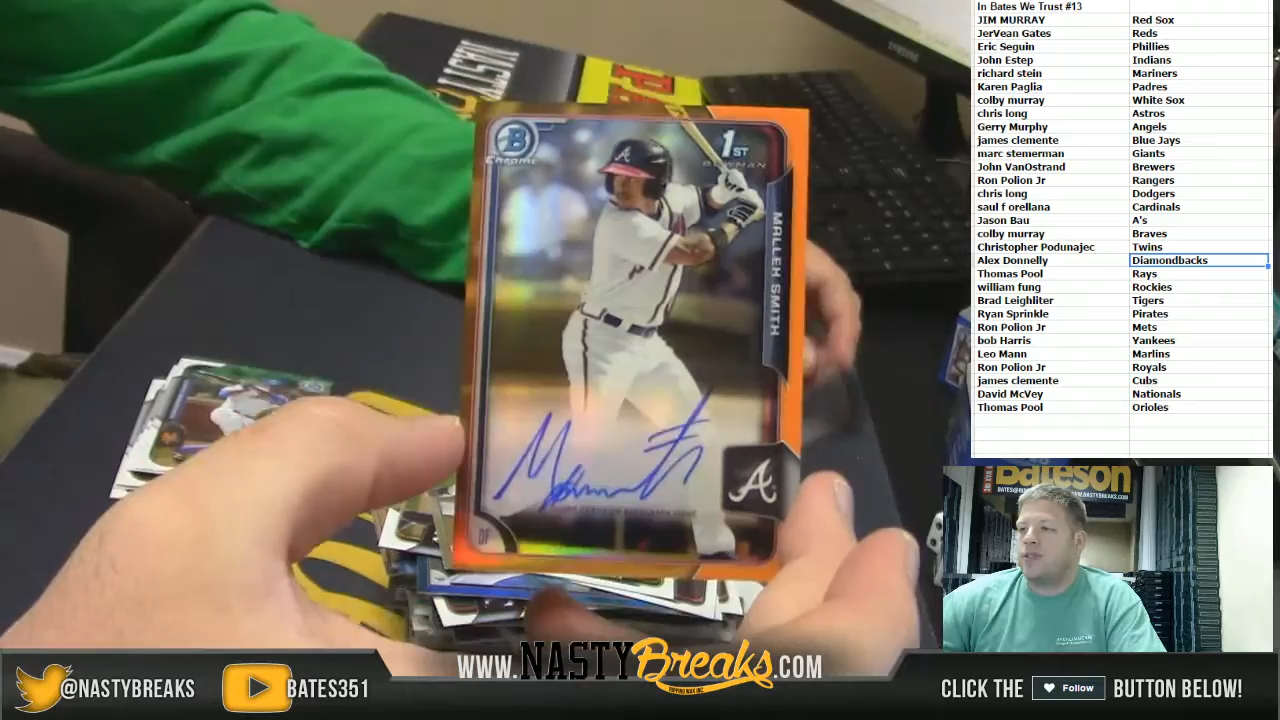 In Bates We Trust #13
JIM MURRAY Red Sox
JerVean Gates Reds
Eric Seguin Phillies
John Estep Indians
richard stein Mariners
Karen Paglia Padres
colby murray White Sox
chris long Astros
Gerry Murphy Angels
james clemente Blue Jays
marc stemerman Giants
John VanOstrand Brewers
Ron Polion Jr Rangers
chris long Dodgers
saul f orellana Cardinals
Jason Bau A's
colby murray Braves
Christopher Podunajec Twins
Alex Donnelly Diamondbacks
Thomas Pool Rays
william fung Rockies
Brad Leighliter Tigers
Ryan Sprinkle Pirates
Ron Polion Jr Mets
bob Harris Yankees
Leo Mann Marlins
Ron Polion Jr Royals
james clemente Cubs
David McVey Nationals
Thomas Pool Orioles
NASTY
B
CHROME
1ST
BOWMAN
MALLEX SMITH
A
A
OF
Bateson
@NASTYBREAKS
BATES351
WWW.NASTYBreaks.COM
RIPPING WAX INC
CLICK THE Follow BUTTON BELOW!